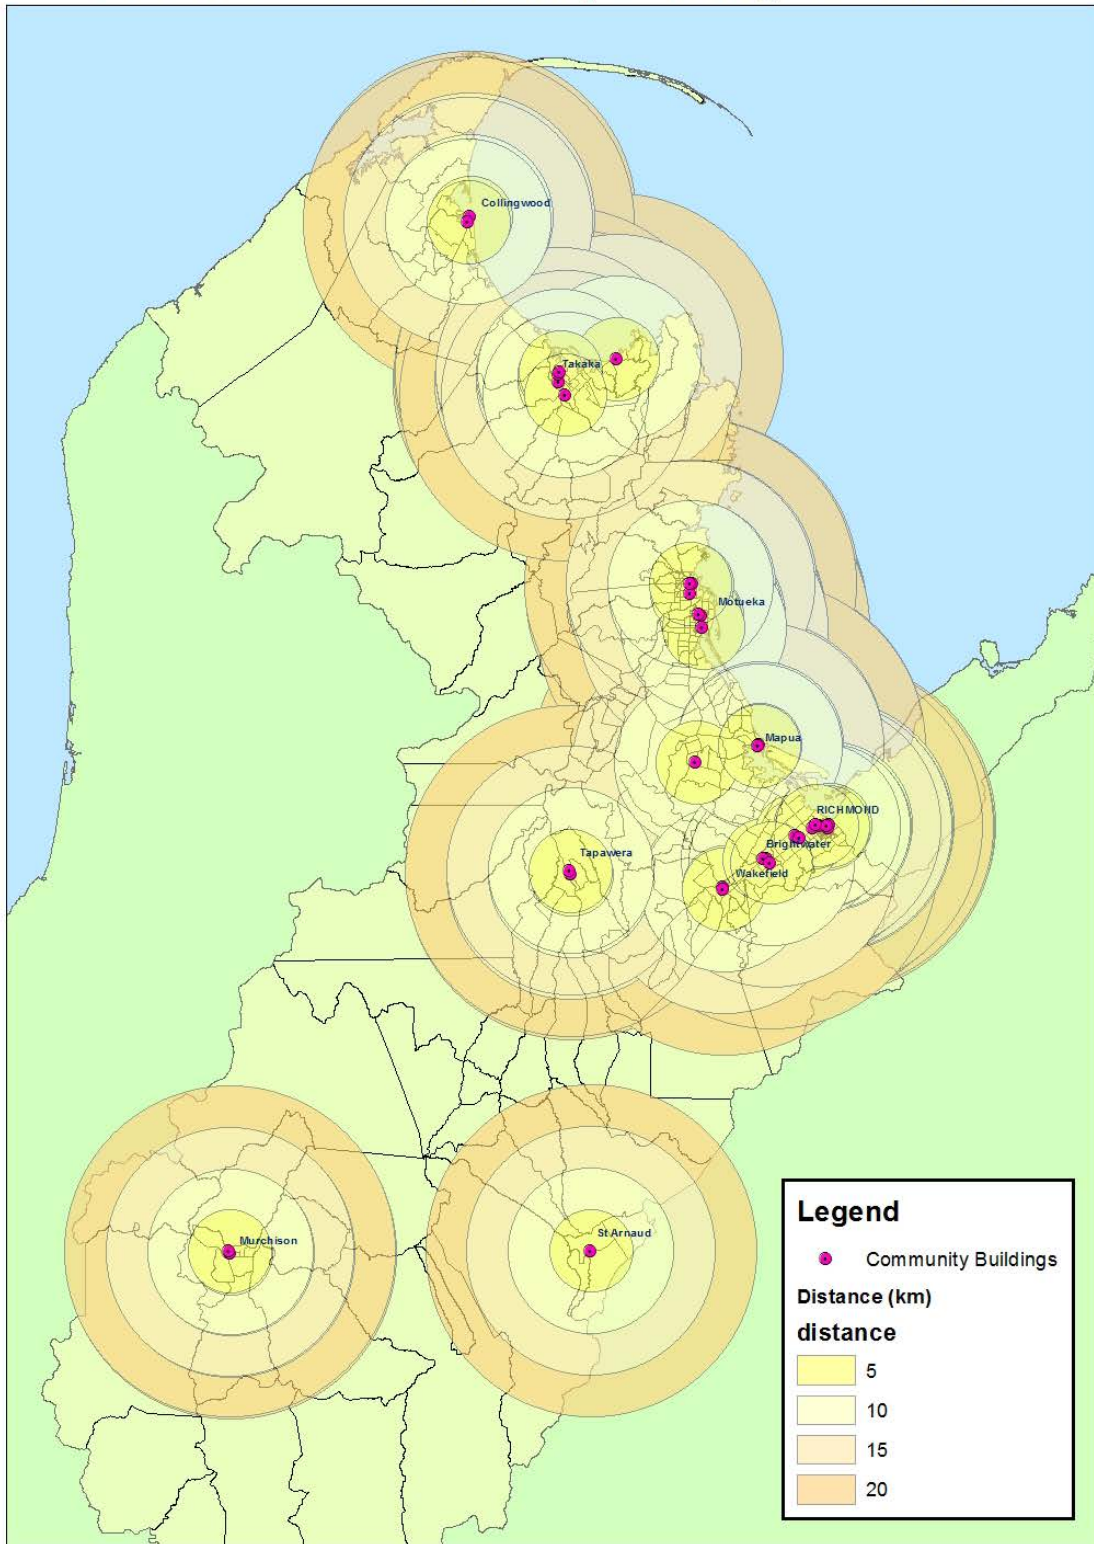 Collingwood
Takaka
Motueka
Mapua
RICHMOND
Brightwater
Tapawera
Wakefield
Murchison
St Arnaud
Legend
Community Buildings
Distance (km)
distance
5
10
15
20